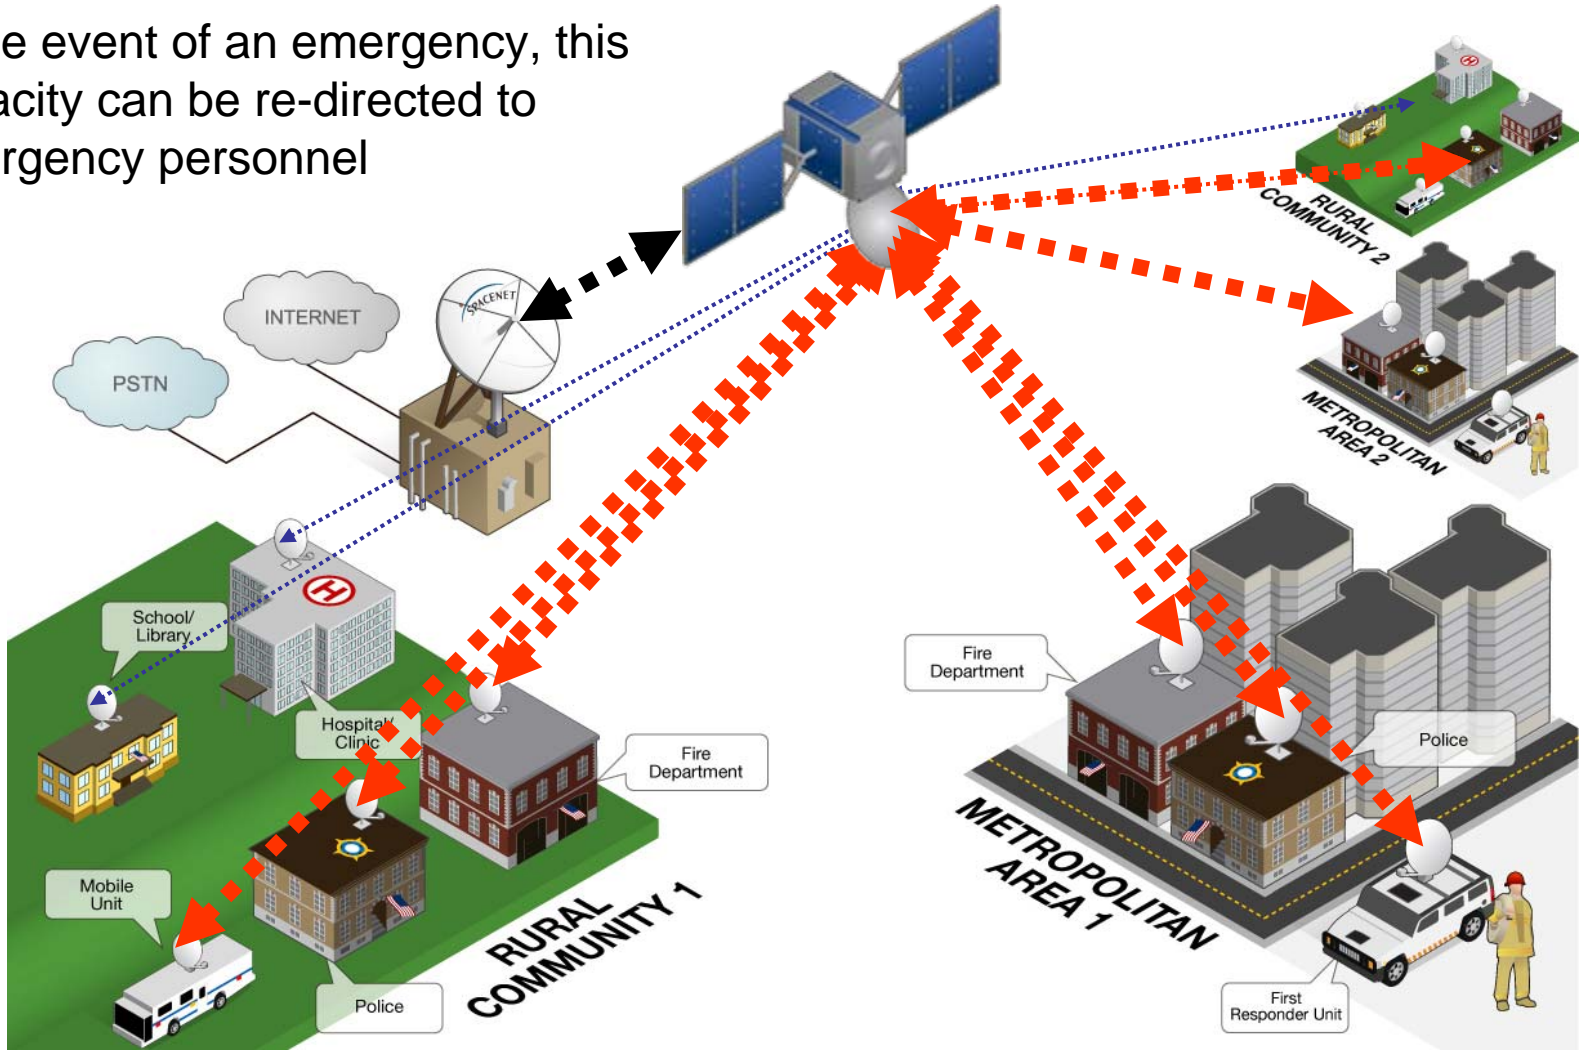 e event of an emergency, this
acity can be re-directed to
rgency personnel
SPACENET
INTERNET
PSTN
RURAL
COMMUNITY 2
METROPOLITAN
AREA 2
School/
Library
H
Hospital/
Clinic
Fire
Department
Mobile
Unit
Police
RURAL
COMMUNITY 1
Fire
Department
Police
METROPOLITAN
AREA 1
First
Responder Unit
H